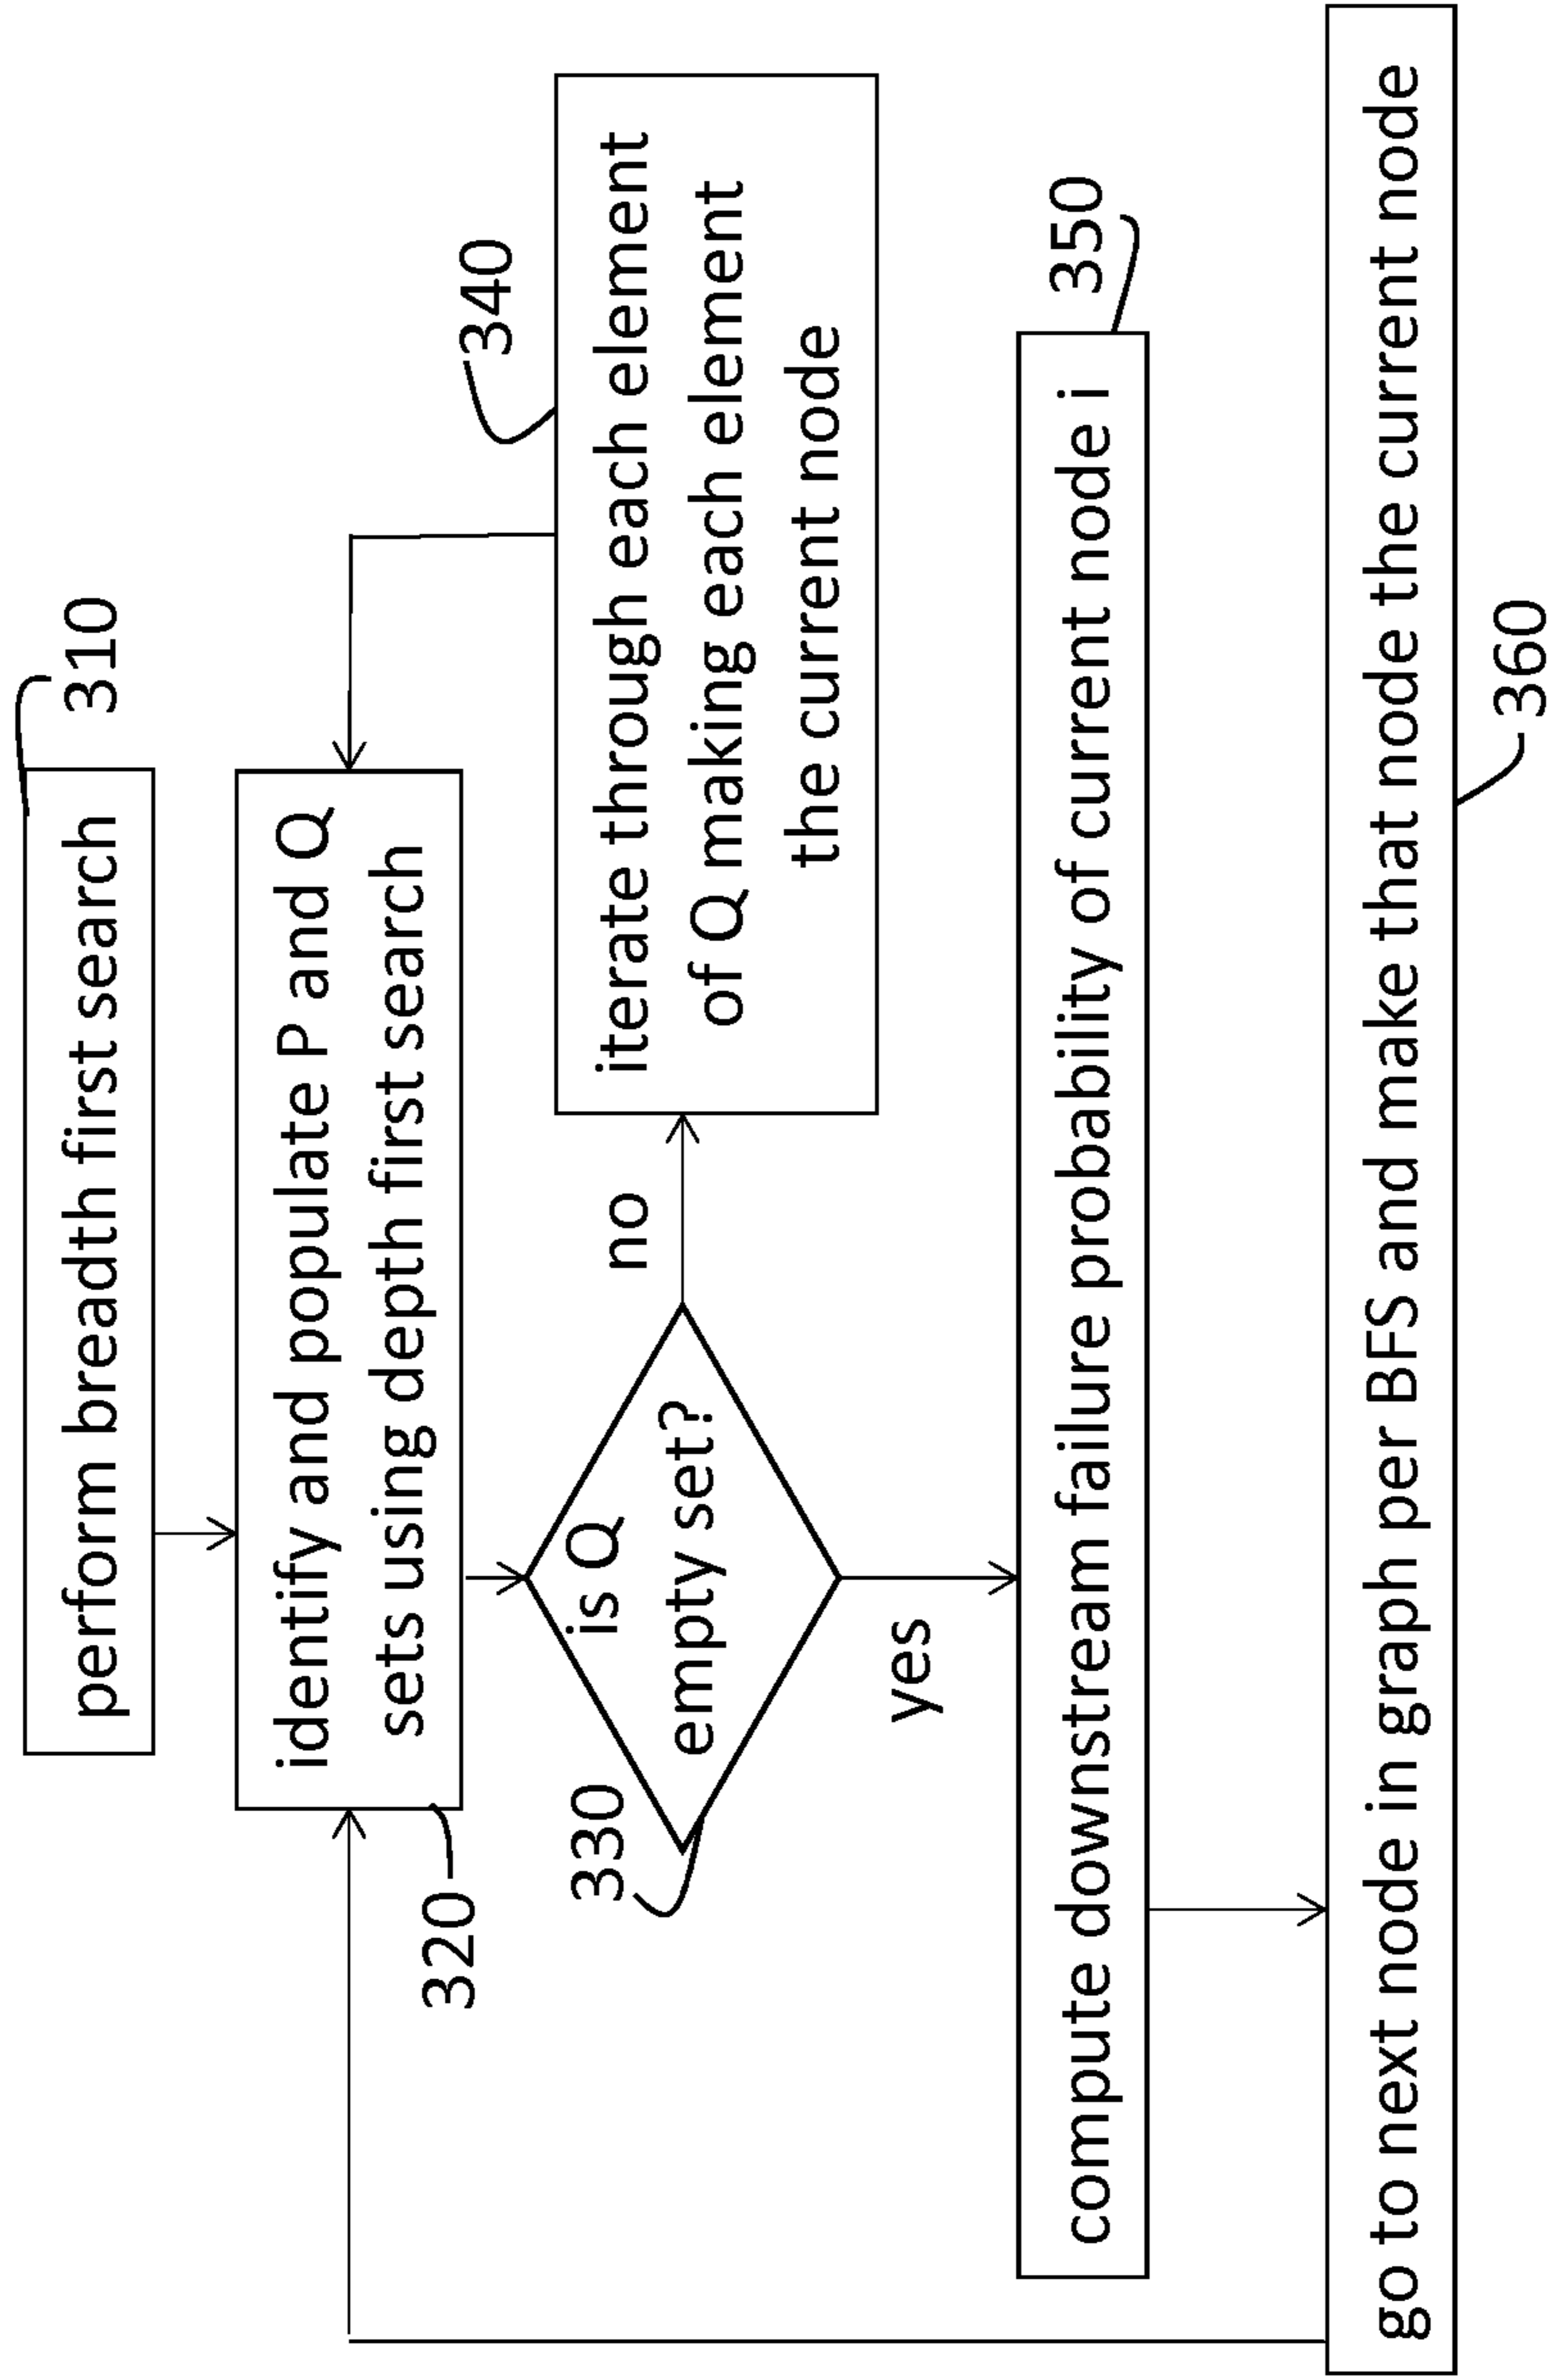 310
perform breadth first search
identify and populate P and Q
sets using depth first search
320
340
330
is Q
empty set?
no
iterate through each element
of Q making each element
the current node
yes
350
compute downstream failure probability of current node i
go to next node in graph per BFS and make that node the current node
360